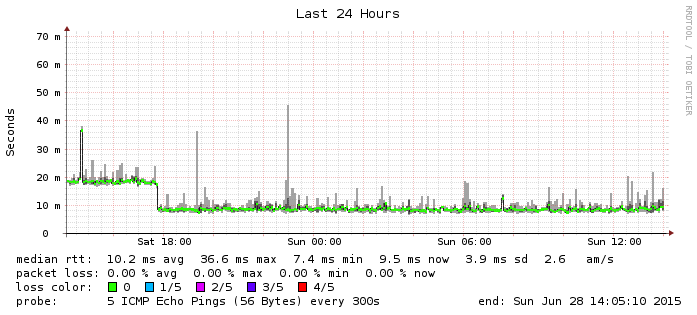 Last 24 Hours
RRDTOOL / TOBI OETIKER
Seconds
70 m
60 m
50 m
40 m
30 m
20 m
10 m
0
Sat 18:00 Sun 00:00 Sun 06:00 Sun 12:00
median rtt: 10.2 ms avg 36.6 ms max 7.4 ms min 9.5 ms now 3.9 ms sd 2.6 am/s
packet loss: 0.00 % avg 0.00 % max 0.00 % min 0.00 % now
loss color: 0 1/5 2/5 3/5 4/5
probe: 5 ICMP Echo Pings (56 Bytes) every 300s end: Sun Jun 28 14:05:10 2015